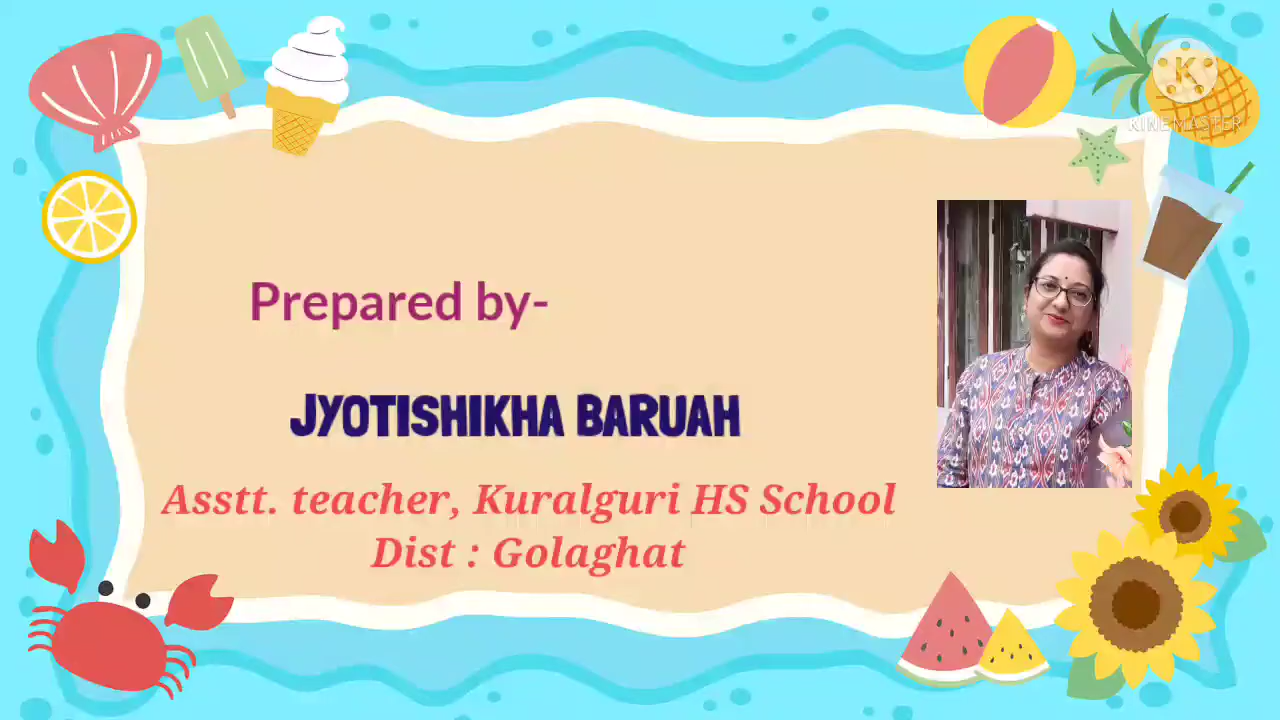 KINEMASTER
Prepared by-
JYOTISHIKHA BARUAH
Asstt. teacher, Kuralguri HS School
Dist : Golaghat